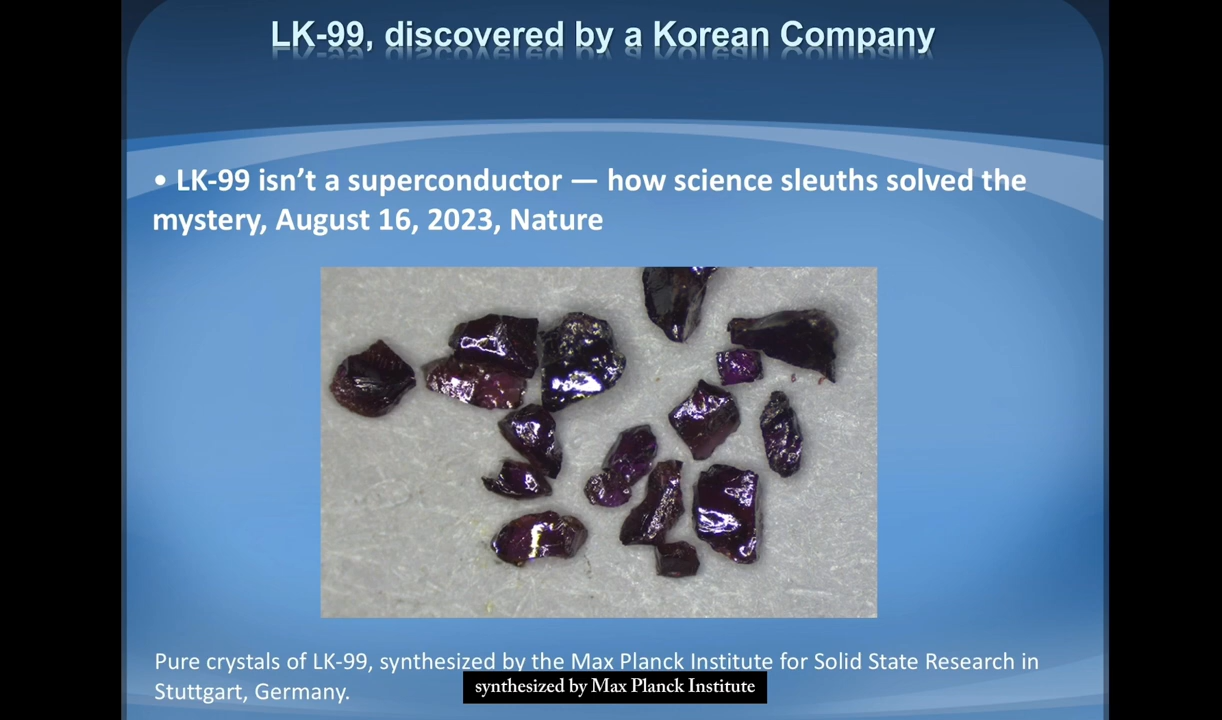 LK-99, discovered by a Korean Company
• LK-99 isn’t a superconductor — how science sleuths solved the
mystery, August 16, 2023, Nature
Pure crystals of LK-99, synthesized by the Max Planck Institute for Solid State Research in
Stuttgart, Germany.
synthesized by Max Planck Institute